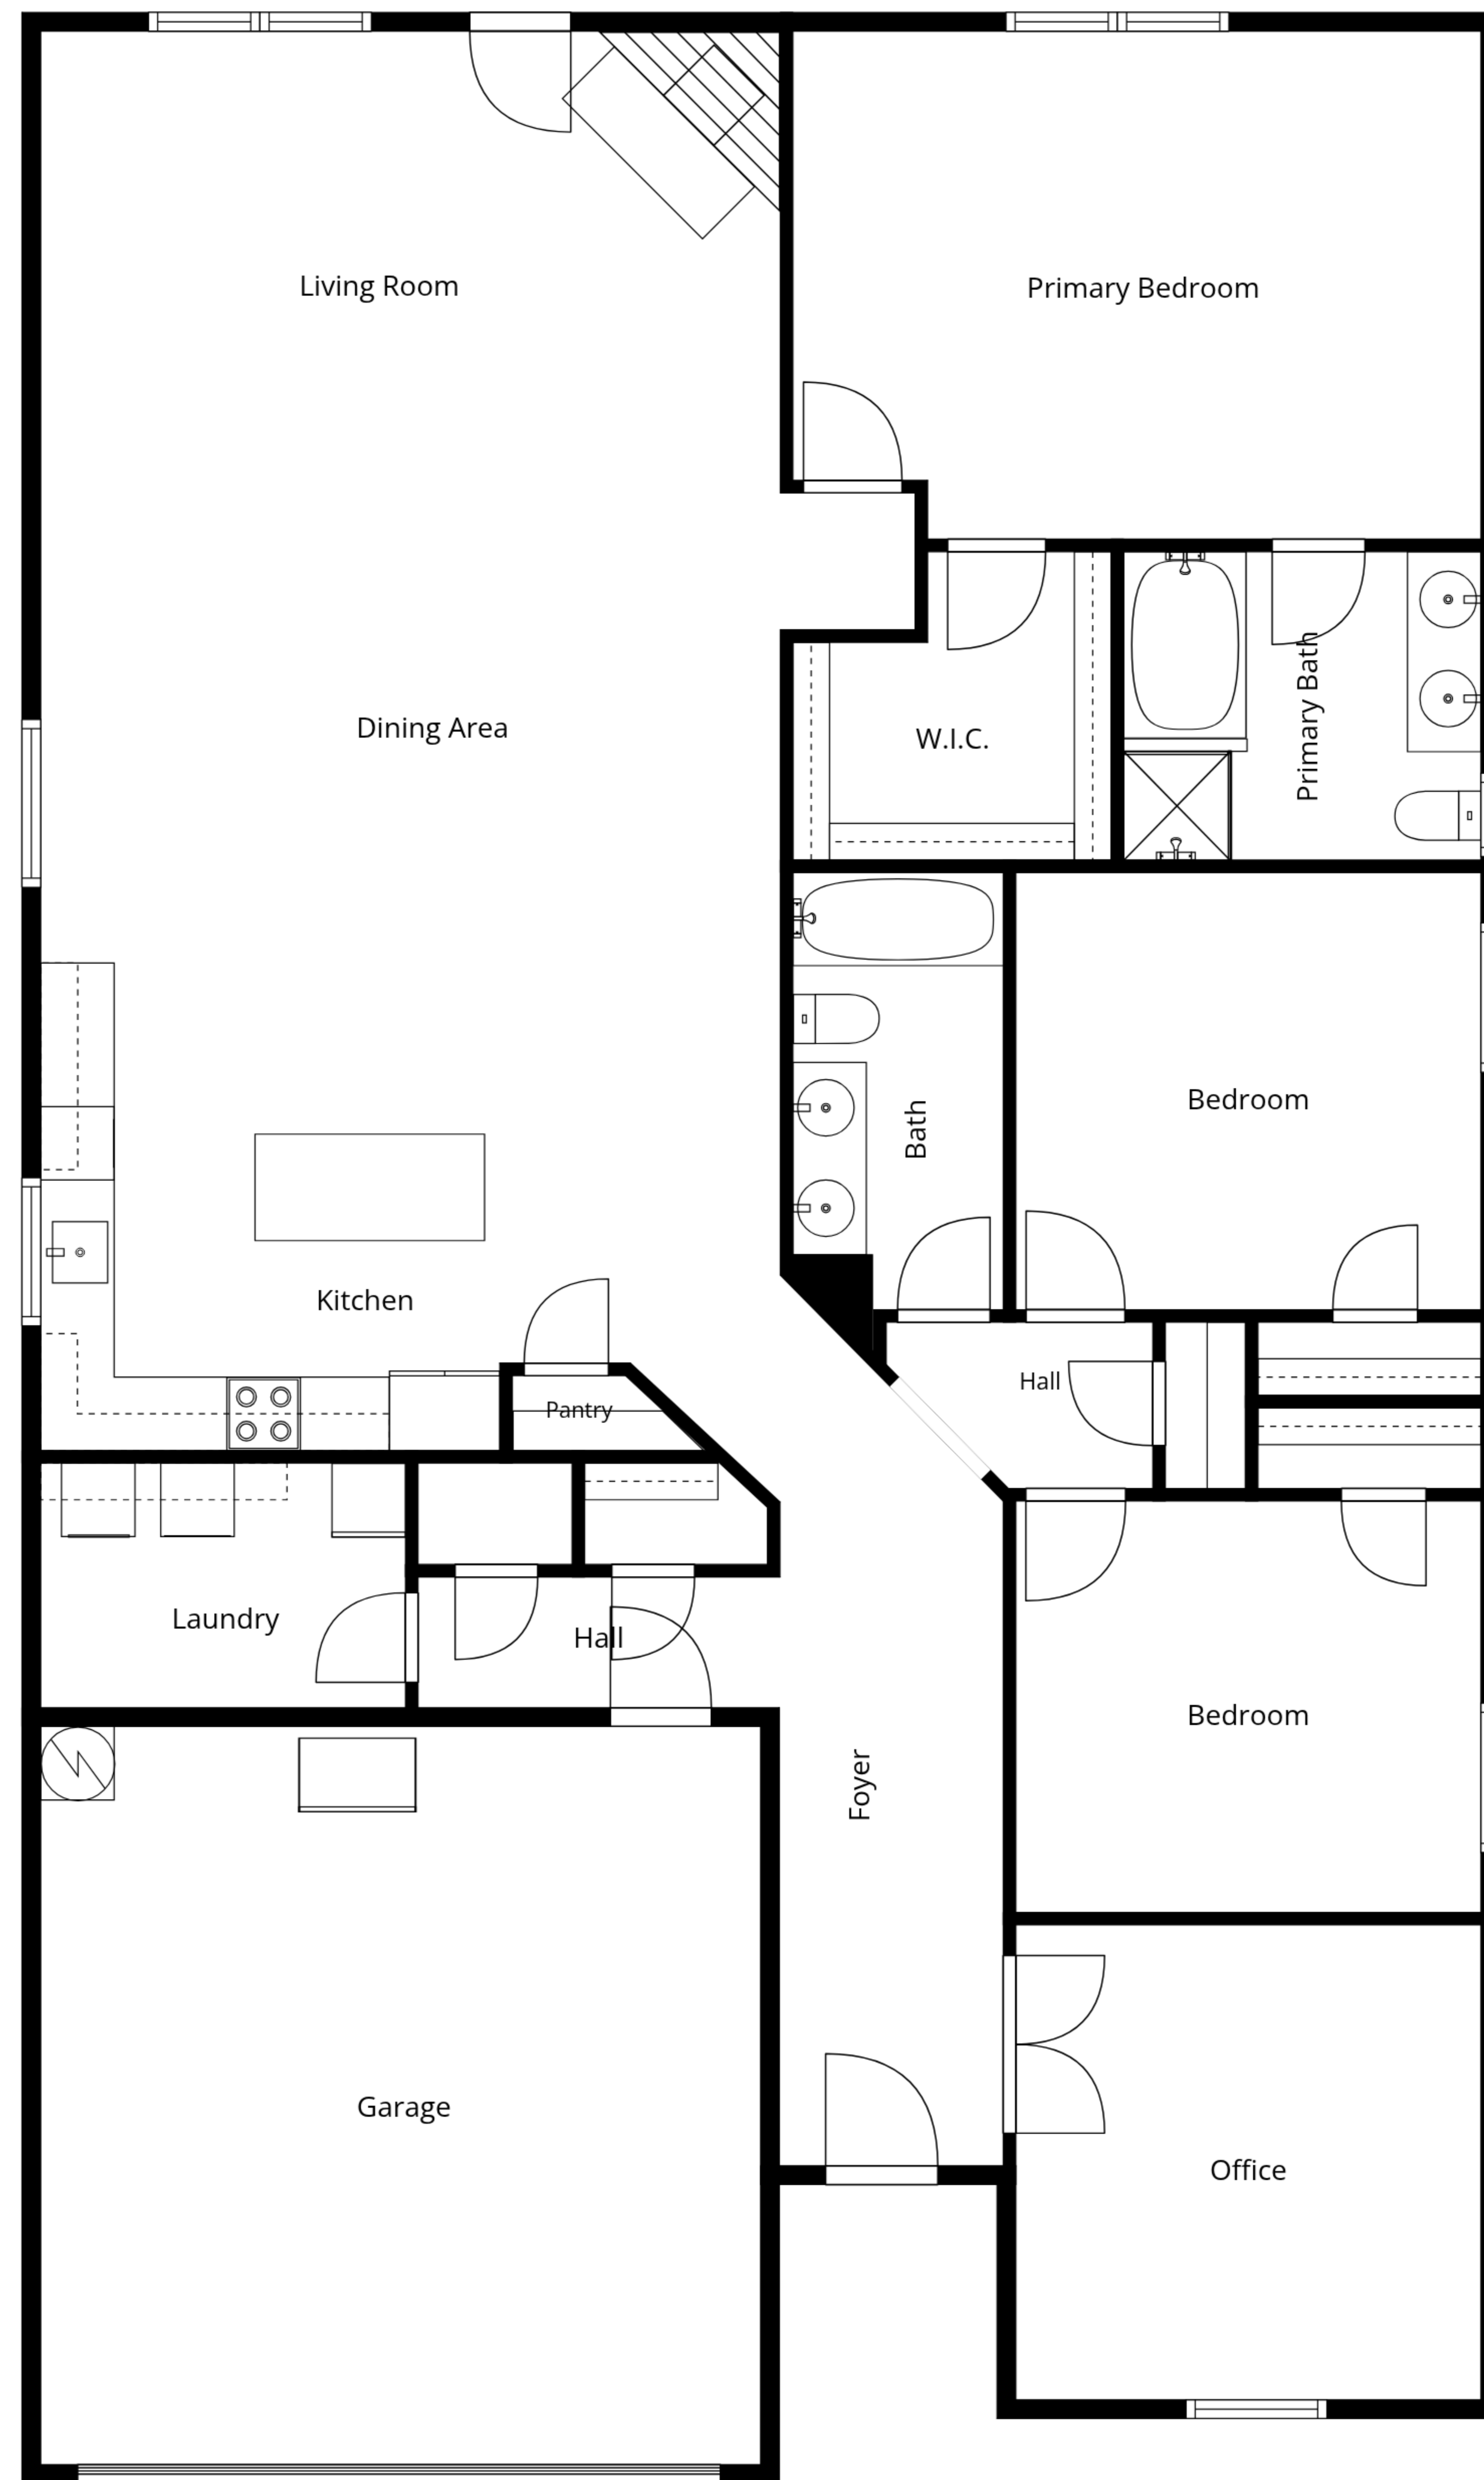 Living Room
Primary Bedroom
Dining Area
W.I.C.
Primary Bath
Bedroom
Bath
Kitchen
Hall
Pantry
Laundry
Hall
Bedroom
Foyer
Garage
Office